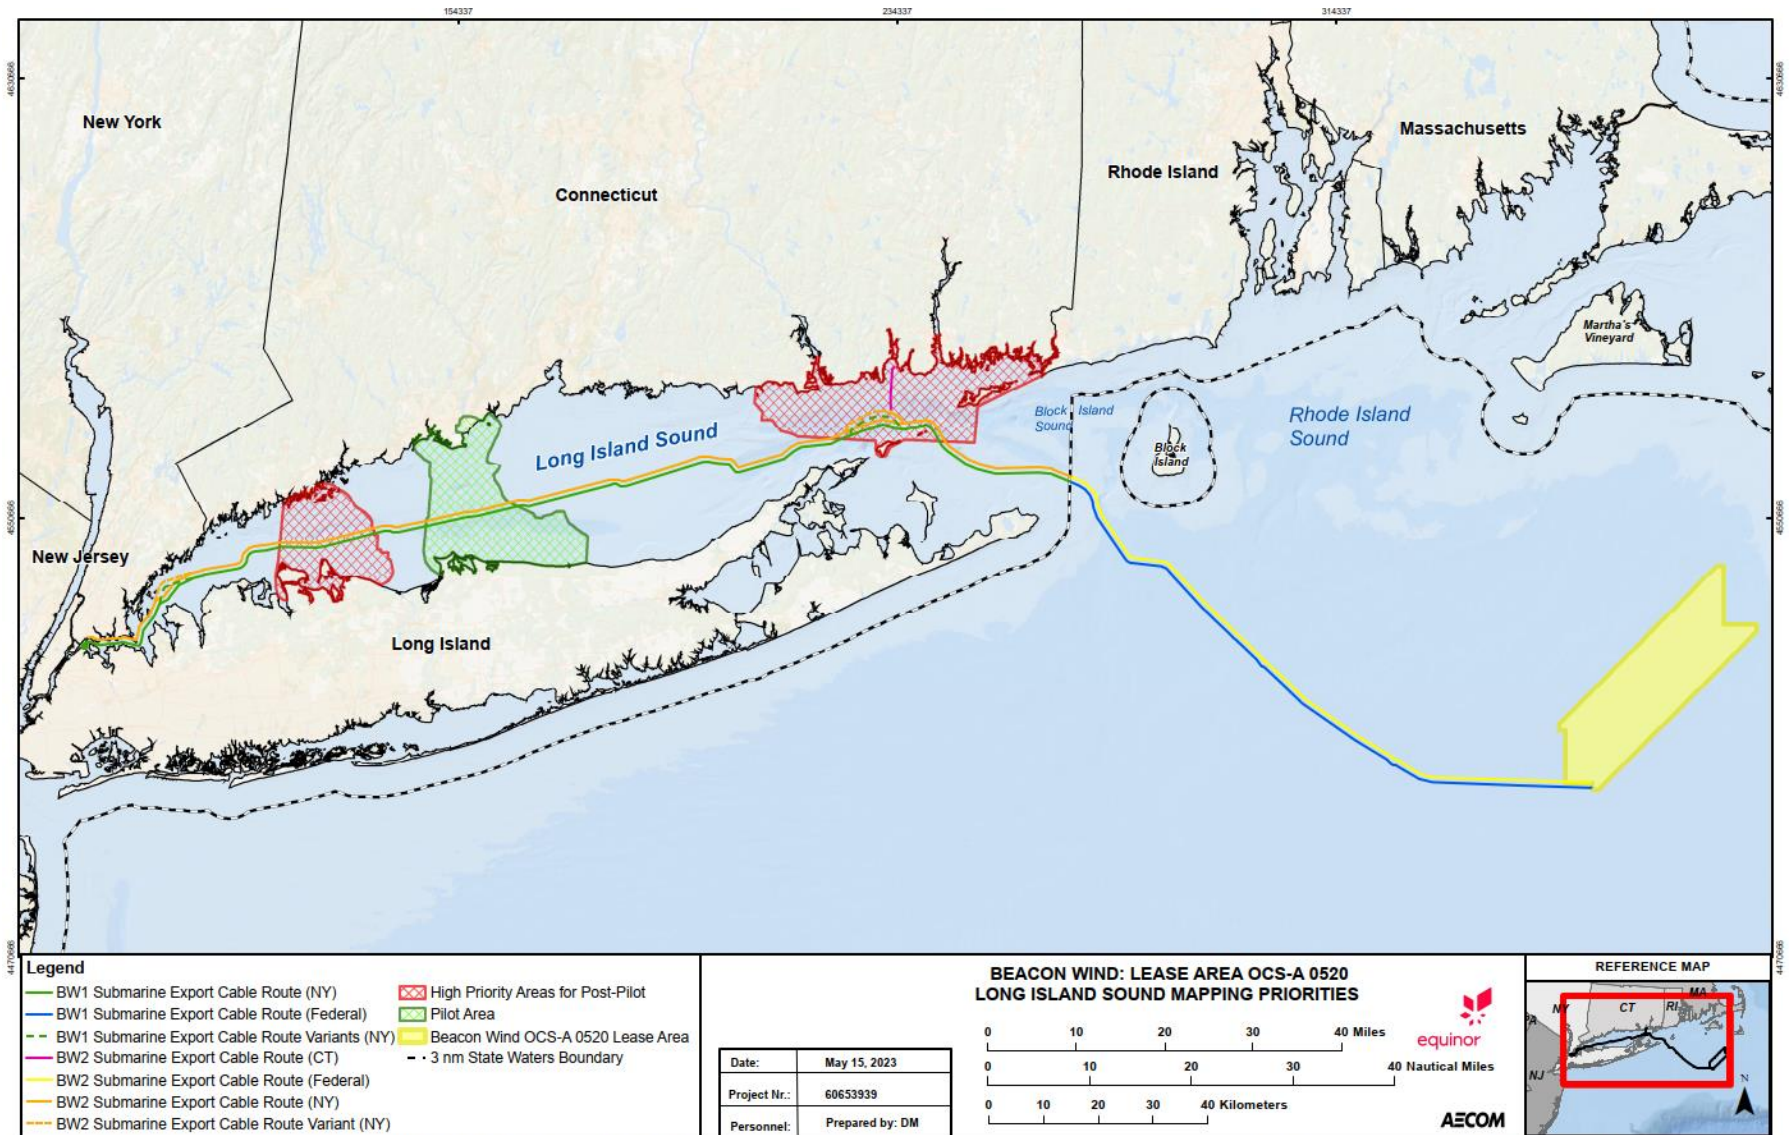 154337
234337
314337
4630666
4630666
New York
Massachusetts
Rhode Island
Connecticut
Martha's
Vineyard
Block Island
Sound
Rhode Island
Sound
Long Island Sound
Block
Island
4550666
4550666
New Jersey
Long Island
4470666
4470666
Legend
BW1 Submarine Export Cable Route (NY)
BW1 Submarine Export Cable Route (Federal)
BW1 Submarine Export Cable Route Variants (NY)
BW2 Submarine Export Cable Route (CT)
BW2 Submarine Export Cable Route (Federal)
BW2 Submarine Export Cable Route (NY)
BW2 Submarine Export Cable Route Variant (NY)
High Priority Areas for Post-Pilot
Pilot Area
Beacon Wind OCS-A 0520 Lease Area
3 nm State Waters Boundary
Date: May 15, 2023
Project Nr.: 60653939
Personnel: Prepared by: DM
BEACON WIND: LEASE AREA OCS-A 0520
LONG ISLAND SOUND MAPPING PRIORITIES
0 10 20 30 40 Miles
0 10 20 30 40 Nautical Miles
0 10 20 30 40 Kilometers
equinor
AECOM
REFERENCE MAP
MA
NY
CT
RI
PA
NJ
N